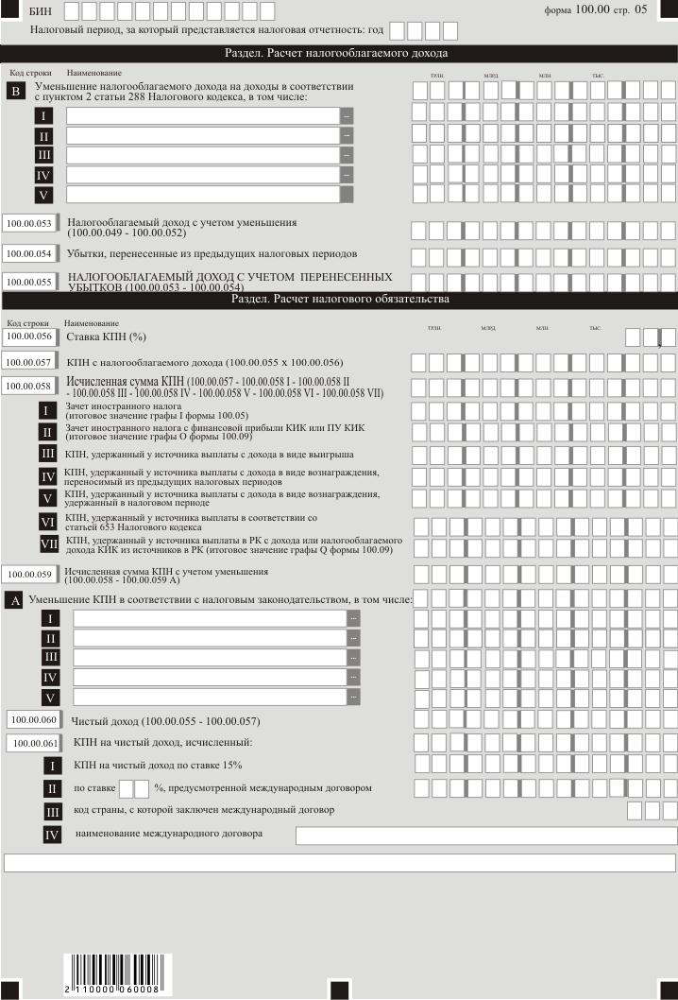 БИН
форма 100.00 стр. 05
Налоговый период, за который представляется налоговая отчетность: год
Раздел. Расчет налогооблагаемого дохода
Код строки Наименование
ТРЛН. МЛРД. МЛН. ТЫС.
B Уменьшение налогооблагаемого дохода на доходы в соответствии
с пунктом 2 статьи 288 Налогового кодекса, в том числе:
I ...
II ...
III ...
IV ...
V
100.00.053 Налогооблагаемый доход с учетом уменьшения
(100.00.049 - 100.00.052)
100.00.054 Убытки, перенесенные из предыдущих налоговых периодов
100.00.055 НАЛОГООБЛАГАЕМЫЙ ДОХОД С УЧЕТОМ ПЕРЕНЕСЕННЫХ
УБЫТКОВ (100.00.053 - 100.00.054)
Раздел. Расчет налогового обязательства
Код строки Наименование
ТРЛН. МЛРД. МЛН. ТЫС.
100.00.056 Ставка КПН (%) ,
100.00.057 КПН с налогооблагаемого дохода (100.00.055 x 100.00.056)
100.00.058 Исчисленная сумма КПН (100.00.057 - 100.00.058 I - 100.00.058 II
- 100.00.058 III - 100.00.058 IV - 100.00.058 V - 100.00.058 VI - 100.00.058 VII)
I Зачет иностранного налога
(итоговое значение графы I формы 100.05)
II Зачет иностранного налога с финансовой прибыли КИК или ПУ КИК
(итоговое значение графы O формы 100.09)
III КПН, удержанный у источника выплаты с дохода в виде выигрыша
IV КПН, удержанный у источника выплаты с дохода в виде вознаграждения,
переносимый из предыдущих налоговых периодов
V КПН, удержанный у источника выплаты с дохода в виде вознаграждения,
удержанный в налоговом периоде
VI КПН, удержанный у источника выплаты в соответствии со
статьей 653 Налогового кодекса
VII КПН, удержанный у источника выплаты в РК с дохода или налогооблагаемого
дохода КИК из источников в РК (итоговое значение графы Q формы 100.09)
100.00.059 Исчисленная сумма КПН с учетом уменьшения
(100.00.058 - 100.00.059 A)
A Уменьшение КПН в соответствии с налоговым законодательством, в том числе:
I ...
II ...
III ...
IV ...
V ...
100.00.060 Чистый доход (100.00.055 - 100.00.057)
100.00.061 КПН на чистый доход, исчисленный:
I КПН на чистый доход по ставке 15%
II по ставке %, предусмотренной международным договором
III код страны, с которой заключен международный договор
IV наименование международного договора
2 110000 060008